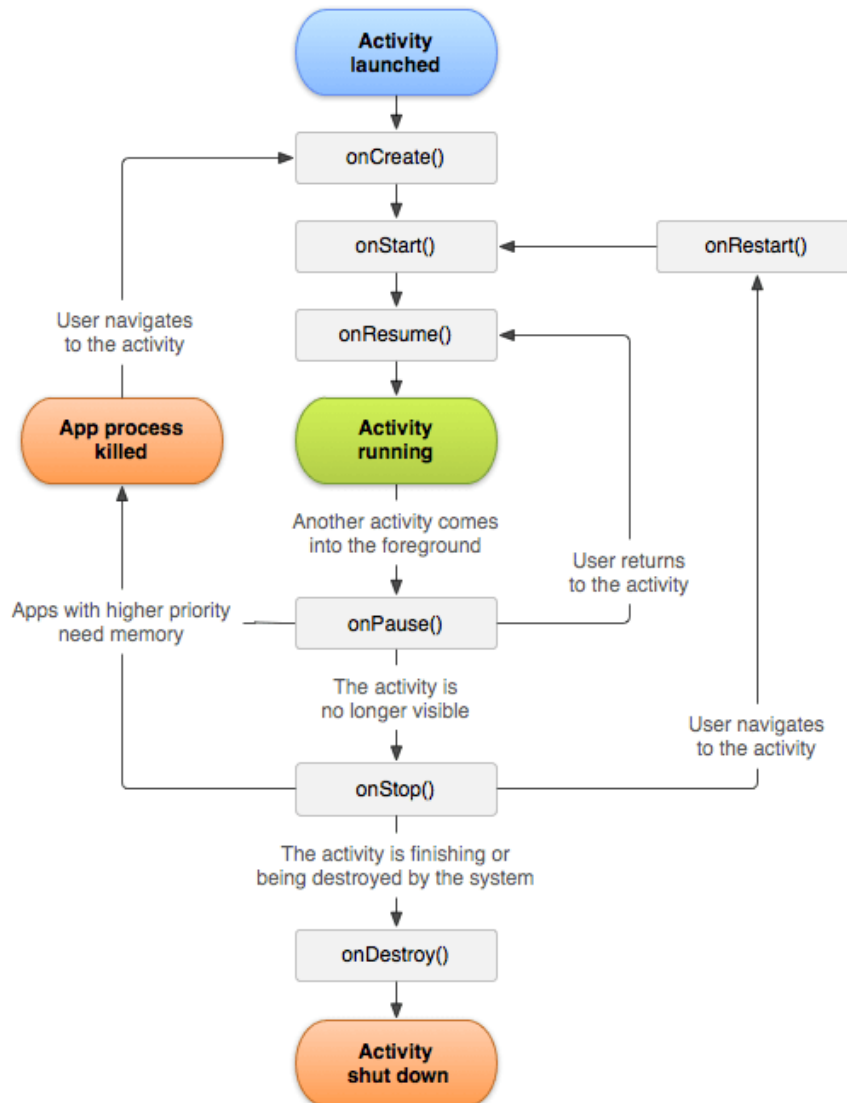 Activity
launched
onCreate()
onStart()
onRestart()
onResume()
User navigates
to the activity
App process
killed
Activity
running
Another activity comes
into the foreground
User returns
to the activity
Apps with higher priority
need memory
onPause()
The activity is
no longer visible
User navigates
to the activity
onStop()
The activity is finishing or
being destroyed by the system
onDestroy()
Activity
shut down